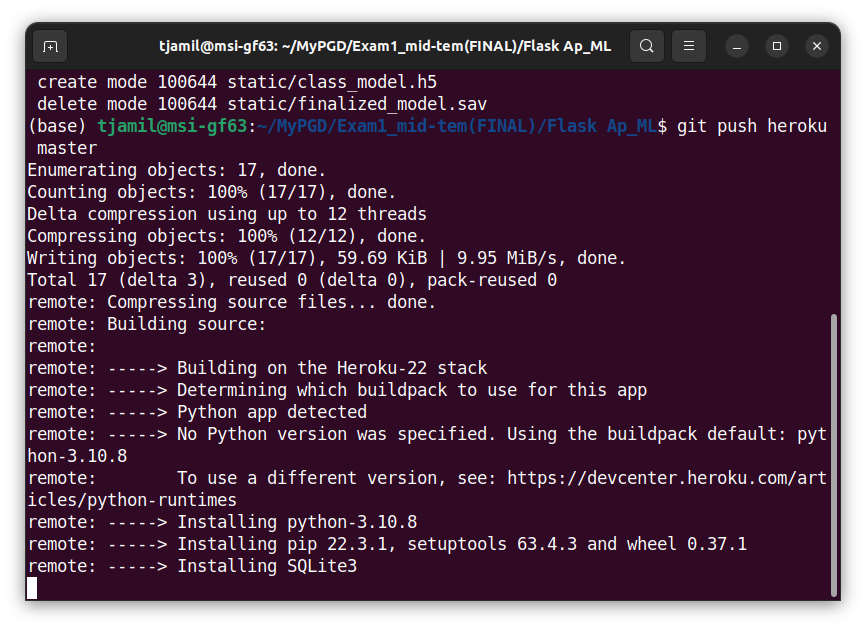 tjamil@msi-gf63: ~/MyPGD/Exam1_mid-tem(FINAL)/Flask Ap_ML
 create mode 100644 static/class_model.h5
 delete mode 100644 static/finalized_model.sav
(base) tjamil@msi-gf63:~/MyPGD/Exam1_mid-tem(FINAL)/Flask Ap_ML$ git push heroku
 master
Enumerating objects: 17, done.
Counting objects: 100% (17/17), done.
Delta compression using up to 12 threads
Compressing objects: 100% (12/12), done.
Writing objects: 100% (17/17), 59.69 KiB | 9.95 MiB/s, done.
Total 17 (delta 3), reused 0 (delta 0), pack-reused 0
remote: Compressing source files... done.
remote: Building source:
remote:
remote: -----> Building on the Heroku-22 stack
remote: -----> Determining which buildpack to use for this app
remote: -----> Python app detected
remote: -----> No Python version was specified. Using the buildpack default: pyt
hon-3.10.8
remote:        To use a different version, see: https://devcenter.heroku.com/art
icles/python-runtimes
remote: -----> Installing python-3.10.8
remote: -----> Installing pip 22.3.1, setuptools 63.4.3 and wheel 0.37.1
remote: -----> Installing SQLite3